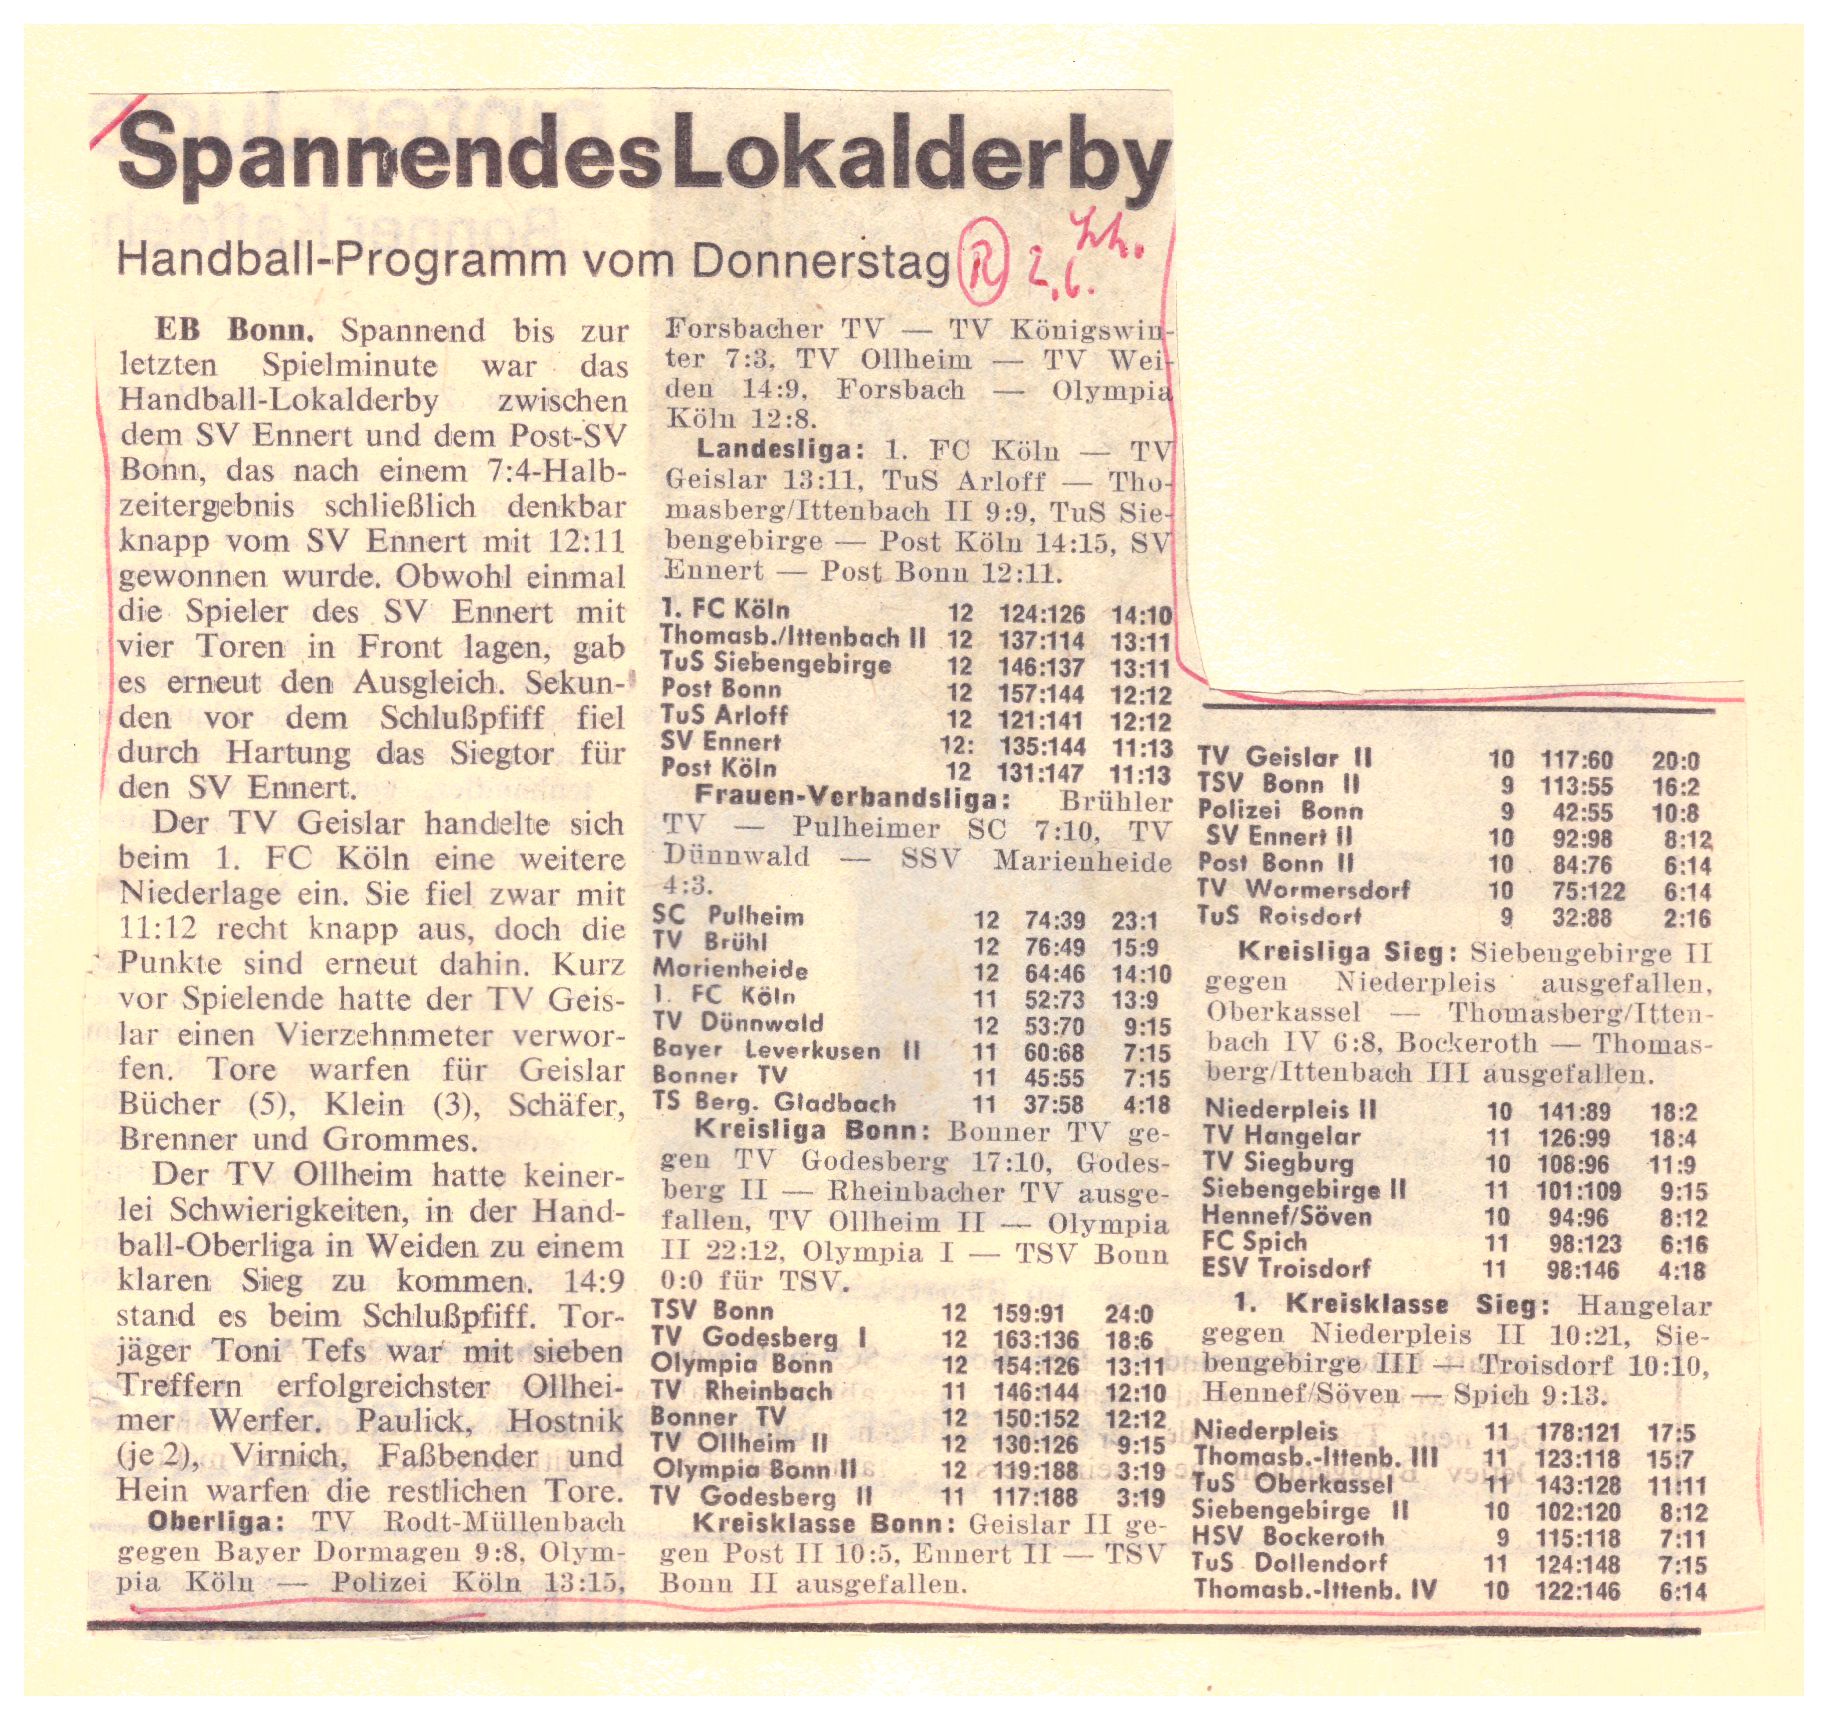 Spannendes Lokalderby
Handball-Programm vom Donnerstag
R 2.6.
EB Bonn. Spannend bis zur
letzten Spielminute war das
Handball-Lokalderby zwischen
dem SV Ennert und dem Post-SV
Bonn, das nach einem 7:4-Halb-
zeitergebnis schließlich denkbar
knapp vom SV Ennert mit 12:11
gewonnen wurde. Obwohl einmal
die Spieler des SV Ennert mit
vier Toren in Front lagen, gab
es erneut den Ausgleich. Sekun-
den vor dem Schlußpfiff fiel
durch Hartung das Siegtor für
den SV Ennert.
Der TV Geislar handelte sich
beim 1. FC Köln eine weitere
Niederlage ein. Sie fiel zwar mit
11:12 recht knapp aus, doch die
Punkte sind erneut dahin. Kurz
vor Spielende hatte der TV Geis-
lar einen Vierzehnmeter verwor-
fen. Tore warfen für Geislar
Bücher (5), Klein (3), Schäfer,
Brenner und Grommes.
Der TV Ollheim hatte keiner-
lei Schwierigkeiten, in der Hand-
ball-Oberliga in Weiden zu einem
klaren Sieg zu kommen. 14:9
stand es beim Schlußpfiff. Tor-
jäger Toni Tefs war mit sieben
Treffern erfolgreichster Ollhei-
mer Werfer. Paulick, Hostnik
(je 2), Virnich, Faßbender und
Hein warfen die restlichen Tore.
Oberliga: TV Rodt-Müllenbach
gegen Bayer Dormagen 9:8, Olym-
pia Köln — Polizei Köln 13:15,
Forsbacher TV — TV Königswin-
ter 7:3, TV Ollheim — TV Wei-
den 14:9, Forsbach — Olympia
Köln 12:8.
Landesliga: 1. FC Köln — TV
Geislar 13:11, TuS Arloff — Tho-
masberg/Ittenbach II 9:9, TuS Sie-
bengebirge — Post Köln 14:15, SV
Ennert — Post Bonn 12:11.
1. FC Köln 12 124:126 14:10
Thomasb./Ittenbach II 12 137:114 13:11
TuS Siebengebirge 12 146:137 13:11
Post Bonn 12 157:144 12:12
TuS Arloff 12 121:141 12:12
SV Ennert 12: 135:144 11:13
Post Köln 12 131:147 11:13
Frauen-Verbandsliga: Brühler
TV — Pulheimer SC 7:10, TV
Dünnwald — SSV Marienheide
4:3.
SC Pulheim 12 74:39 23:1
TV Brühl 12 76:49 15:9
Marienheide 12 64:46 14:10
1. FC Köln 11 52:73 13:9
TV Dünnwald 12 53:70 9:15
Bayer Leverkusen II 11 60:68 7:15
Bonner TV 11 45:55 7:15
TS Berg. Gladbach 11 37:58 4:18
Kreisliga Bonn: Bonner TV ge-
gen TV Godesberg 17:10, Godes-
berg II — Rheinbacher TV ausge-
fallen, TV Ollheim II — Olympia
II 22:12, Olympia I — TSV Bonn
0:0 für TSV.
TSV Bonn 12 159:91 24:0
TV Godesberg I 12 163:136 18:6
Olympia Bonn 12 154:126 13:11
TV Rheinbach 11 146:144 12:10
Bonner TV 12 150:152 12:12
TV Ollheim II 12 130:126 9:15
Olympia Bonn II 12 119:188 3:19
TV Godesberg II 11 117:188 3:19
Kreisklasse Bonn: Geislar II ge-
gen Post II 10:5, Ennert II — TSV
Bonn II ausgefallen.
TV Geislar II 10 117:60 20:0
TSV Bonn II 9 113:55 16:2
Polizei Bonn 9 42:55 10:8
SV Ennert II 10 92:98 8:12
Post Bonn II 10 84:76 6:14
TV Wormersdorf 10 75:122 6:14
TuS Roisdorf 9 32:88 2:16
Kreisliga Sieg: Siebengebirge II
gegen Niederpleis ausgefallen,
Oberkassel — Thomasberg/Itten-
bach IV 6:8, Bockeroth — Thomas-
berg/Ittenbach III ausgefallen.
Niederpleis II 10 141:89 18:2
TV Hangelar 11 126:99 18:4
TV Siegburg 10 108:96 11:9
Siebengebirge II 11 101:109 9:15
Hennef/Söven 10 94:96 8:12
FC Spich 11 98:123 6:16
ESV Troisdorf 11 98:146 4:18
1. Kreisklasse Sieg: Hangelar
gegen Niederpleis II 10:21, Sie-
bengebirge III — Troisdorf 10:10,
Hennef/Söven — Spich 9:13.
Niederpleis 11 178:121 17:5
Thomasb.-Ittenb. III 11 123:118 15:7
TuS Oberkassel 11 143:128 11:11
Siebengebirge II 10 102:120 8:12
HSV Bockeroth 9 115:118 7:11
TuS Dollendorf 11 124:148 7:15
Thomasb.-Ittenb. IV 10 122:146 6:14